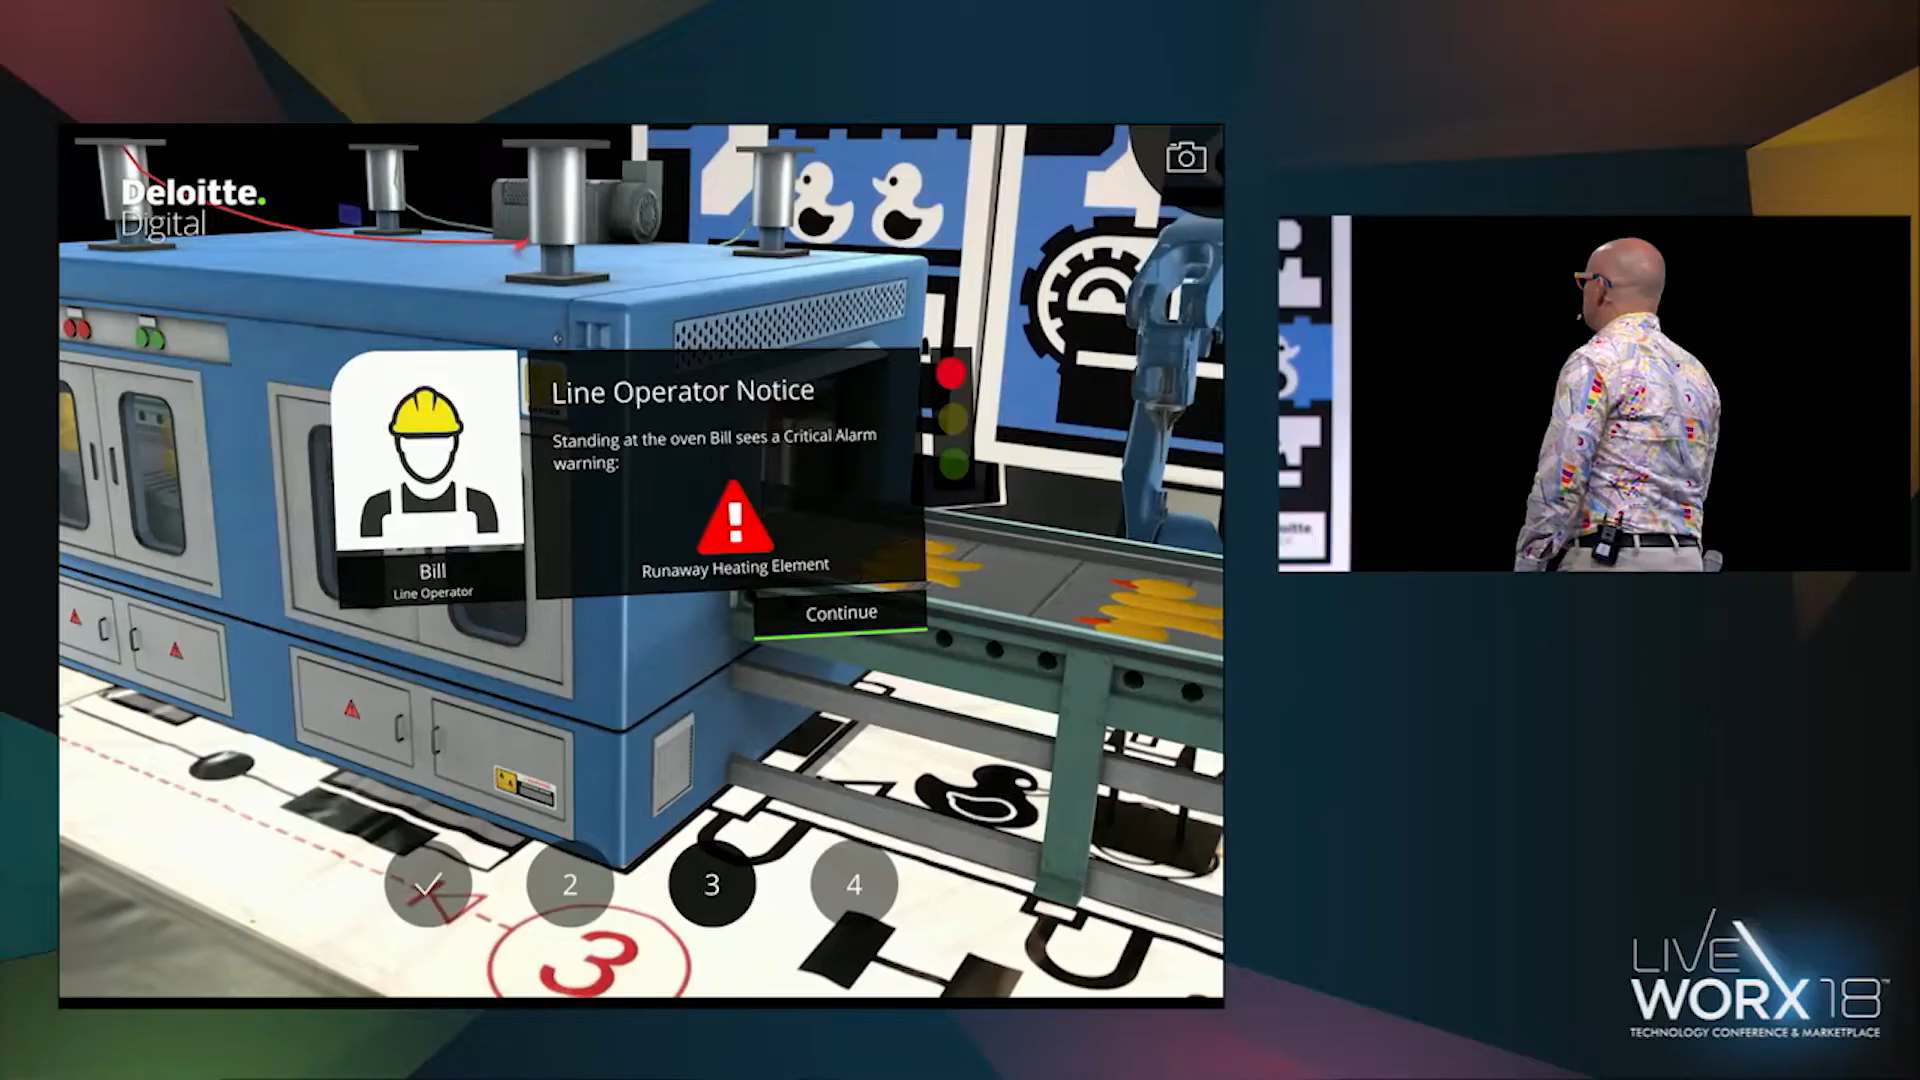 Deloitte.
Digital
Line Operator Notice
Standing at the oven Bill sees a Critical Alarm
warning:
Runaway Heating Element
Bill
Line Operator
Continue
2
3
4
3
LIVE
WORX 18™
TECHNOLOGY CONFERENCE & MARKETPLACE